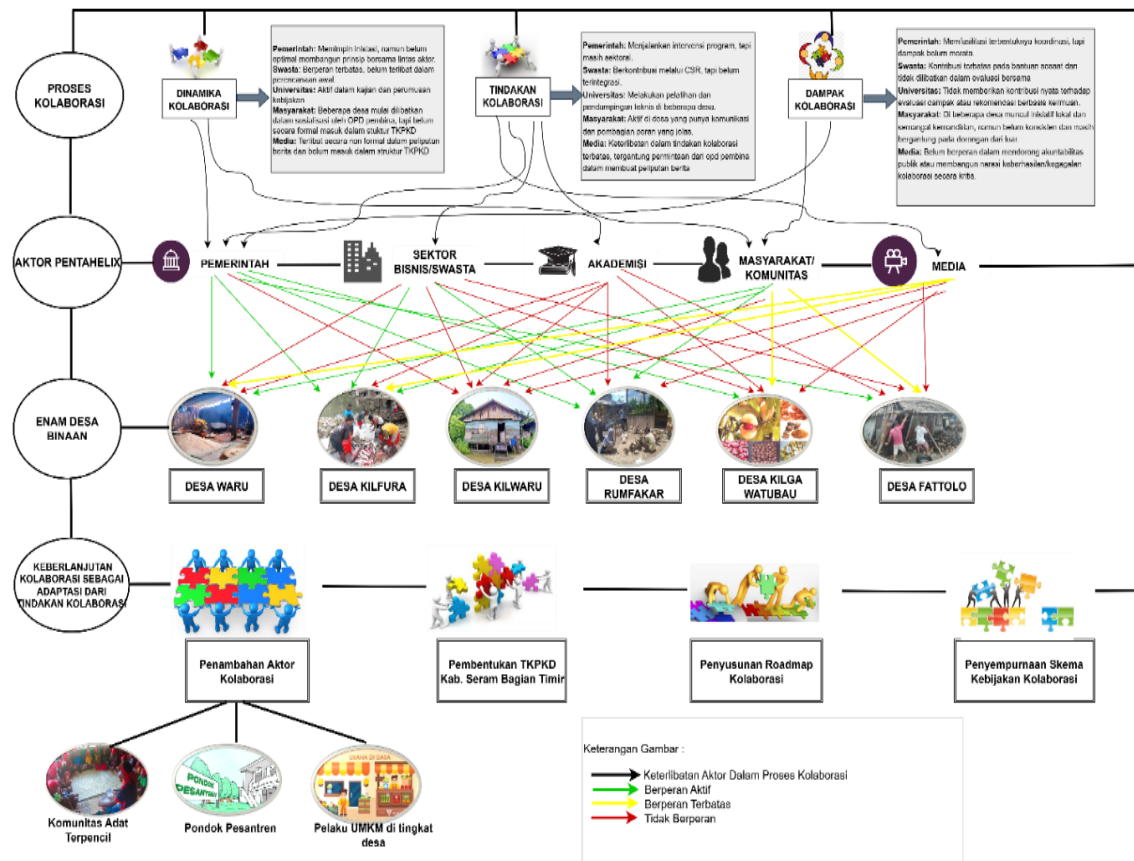 PROSES
KOLABORASI
DINAMIKA
KOLABORASI
Pemerintah: Memimpin inisiasi, namun belum
optimal membangun prinsip bersama lintas aktor.
Swasta: Berperan terbatas, belum terlibat dalam
perencanaan awal.
Universitas: Aktif dalam kajian dan perumusan
kebijakan
Masyarakat: Beberapa desa mulai dilibatkan
dalam sosialisasi oleh OPD pembina, tapi belum
secara formal masuk dalam stuktur TKPKD
Media: Terlibat secara non formal dalam peliputan
berita dan belum masuk dalam struktur TKPKD
TINDAKAN
KOLABORASI
Pemerintah: Menjalankan intervensi program, tapi
masih sektoral.
Swasta: Berkontribusi melalui CSR, tapi belum
terintegrasi.
Universitas: Melakukan pelatihan dan
pendampingan teknis di beberapa desa.
Masyarakat: Aktif di desa yang punya komunikasi
dan pembagian peran yang jelas.
Media: Keterlibatan dalam tindakan kolaborasi
terbatas, tergantung permintaan dari opd pembina
dalam membuat peliputan berita
DAMPAK
KOLABORASI
Pemerintah: Memfasilitasi terbentuknya koordinasi, tapi
dampak belum merata.
Swasta: Kontribusi terbatas pada bantuan sesaat dan
tidak dilibatkan dalam evaluasi bersama
Universitas: Tidak memberikan kontribusi nyata terhadap
evaluasi dampak atau rekomendasi berbasis keilmuan.
Masyarakat: Di beberapa desa muncul inisiatif lokal dan
semangat kemandirian, namun belum konsisten dan masih
bergantung pada dorongan dari luar.
Media: Belum berperan dalam mendorong akuntabilitas
publik atau membangun narasi keberhasilan/kegagalan
kolaborasi secara kritis.
AKTOR PENTAHELIX
PEMERINTAH
SEKTOR
BISNIS/SWASTA
AKADEMISI
MASYARAKAT/
KOMUNITAS
MEDIA
ENAM DESA
BINAAN
DESA WARU
DESA KILFURA
DESA KILWARU
DESA
RUMFAKAR
DESA KILGA
WATUBAU
DESA FATTOLO
KEBERLANJUTAN
KOLABORASI SEBAGAI
ADAPTASI DARI
TINDAKAN KOLABORASI
Penambahan Aktor
Kolaborasi
Pembentukan TKPKD
Kab. Seram Bagian Timir
Penyusunan Roadmap
Kolaborasi
Penyempurnaan Skema
Kebijakan Kolaborasi
PONDOK
PESANTREN
USAHA DI DESA
Komunitas Adat
Terpencil
Pondok Pesantren
Pelaku UMKM di tingkat
desa
Keterangan Gambar :
Keterlibatan Aktor Dalam Proses Kolaborasi
Berperan Aktif
Berperan Terbatas
Tidak Berperan